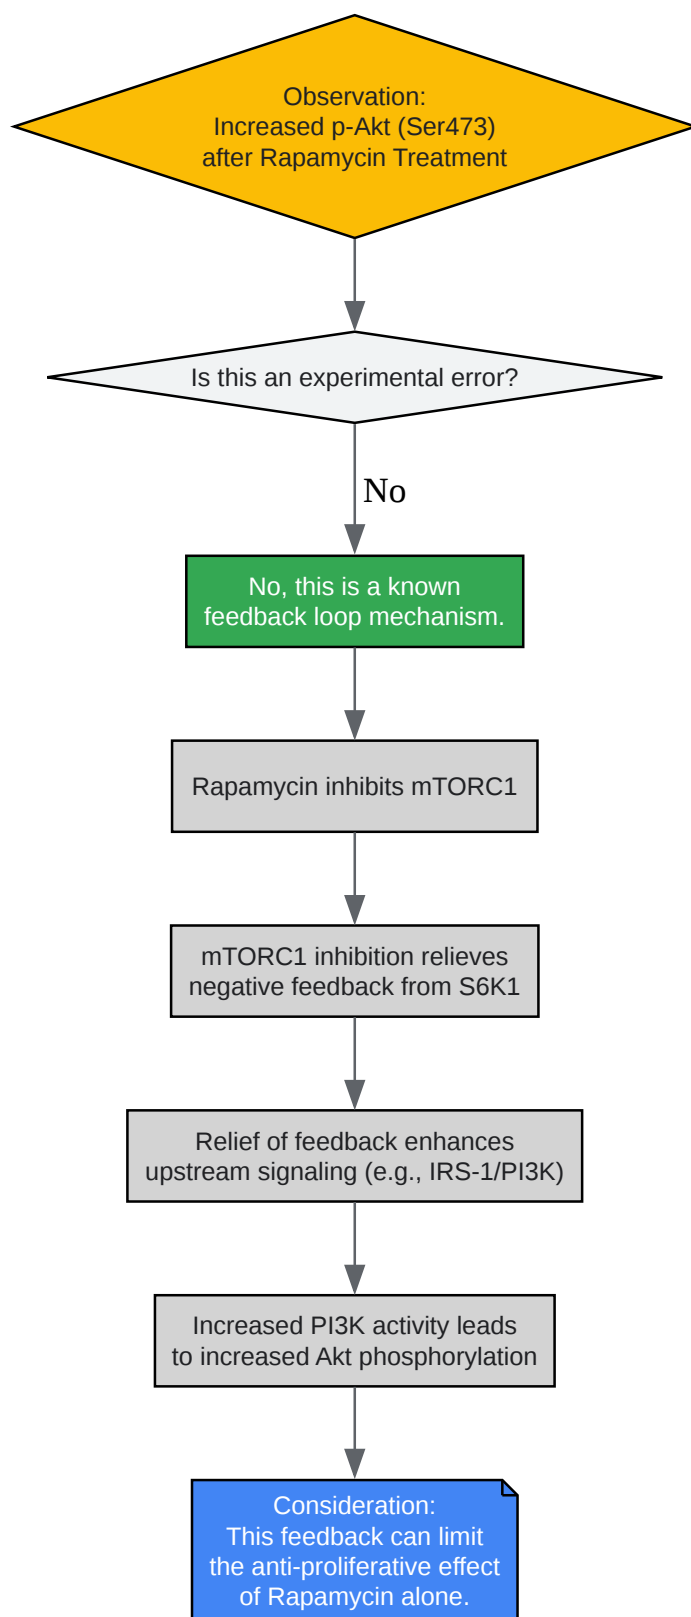 Observation:
Increased p-Akt (Ser473)
after Rapamycin Treatment
Is this an experimental error?
No
No, this is a known
feedback loop mechanism.
Rapamycin inhibits mTORC1
mTORC1 inhibition relieves
negative feedback from S6K1
Relief of feedback enhances
upstream signaling (e.g., IRS-1/PI3K)
Increased PI3K activity leads
to increased Akt phosphorylation
Consideration:
This feedback can limit
the anti-proliferative effect
of Rapamycin alone.